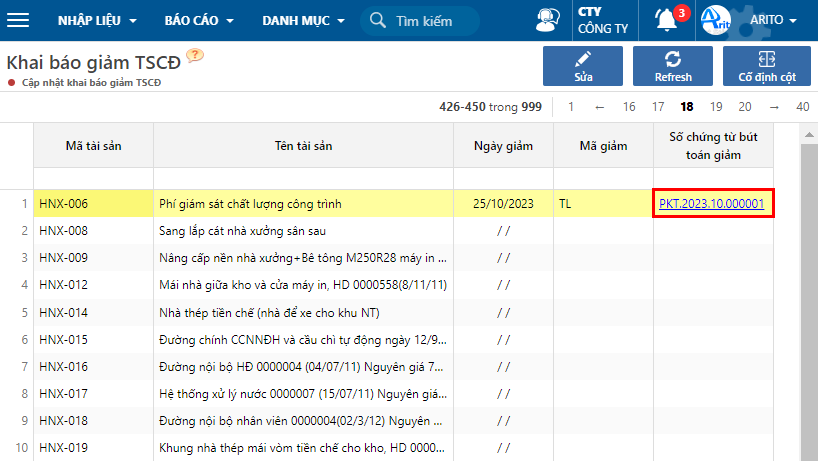 NHẬP LIỆU BÁO CÁO DANH MỤC Tìm kiếm CTY CÔNG TY 3 Arito ARITO
Khai báo giảm TSCĐ ?
Cập nhật khai báo giảm TSCĐ
Sửa Refresh Cố định cột
426-450 trong 999 1 ← 16 17 18 19 20 → 40
Mã tài sản Tên tài sản Ngày giảm Mã giảm Số chứng từ bút toán giảm
1 HNX-006 Phí giám sát chất lượng công trình 25/10/2023 TL PKT.2023.10.000001
2 HNX-008 Sang lắp cát nhà xưởng sân sau / /
3 HNX-009 Nâng cấp nền nhà xưởng+Bê tông M250R28 máy in ... / /
4 HNX-012 Mái nhà giữa kho và cửa máy in, HD 0000558(8/11/11) / /
5 HNX-014 Nhà thép tiền chế (nhà để xe cho khu NT) / /
6 HNX-015 Đường chính CCNNĐH và cầu chì tự động ngày 12/9... / /
7 HNX-016 Đường nội bộ HĐ 0000004 (04/07/11) Nguyên giá 7... / /
8 HNX-017 Hệ thống xử lý nước 0000007 (15/07/11) Nguyên giá... / /
9 HNX-018 Đường nội bộ nhân viên 0000004(02/3/12) Nguyên ... / /
10 HNX-019 Khung nhà thép mái vòm tiền chế cho kho, HD 0000... / /